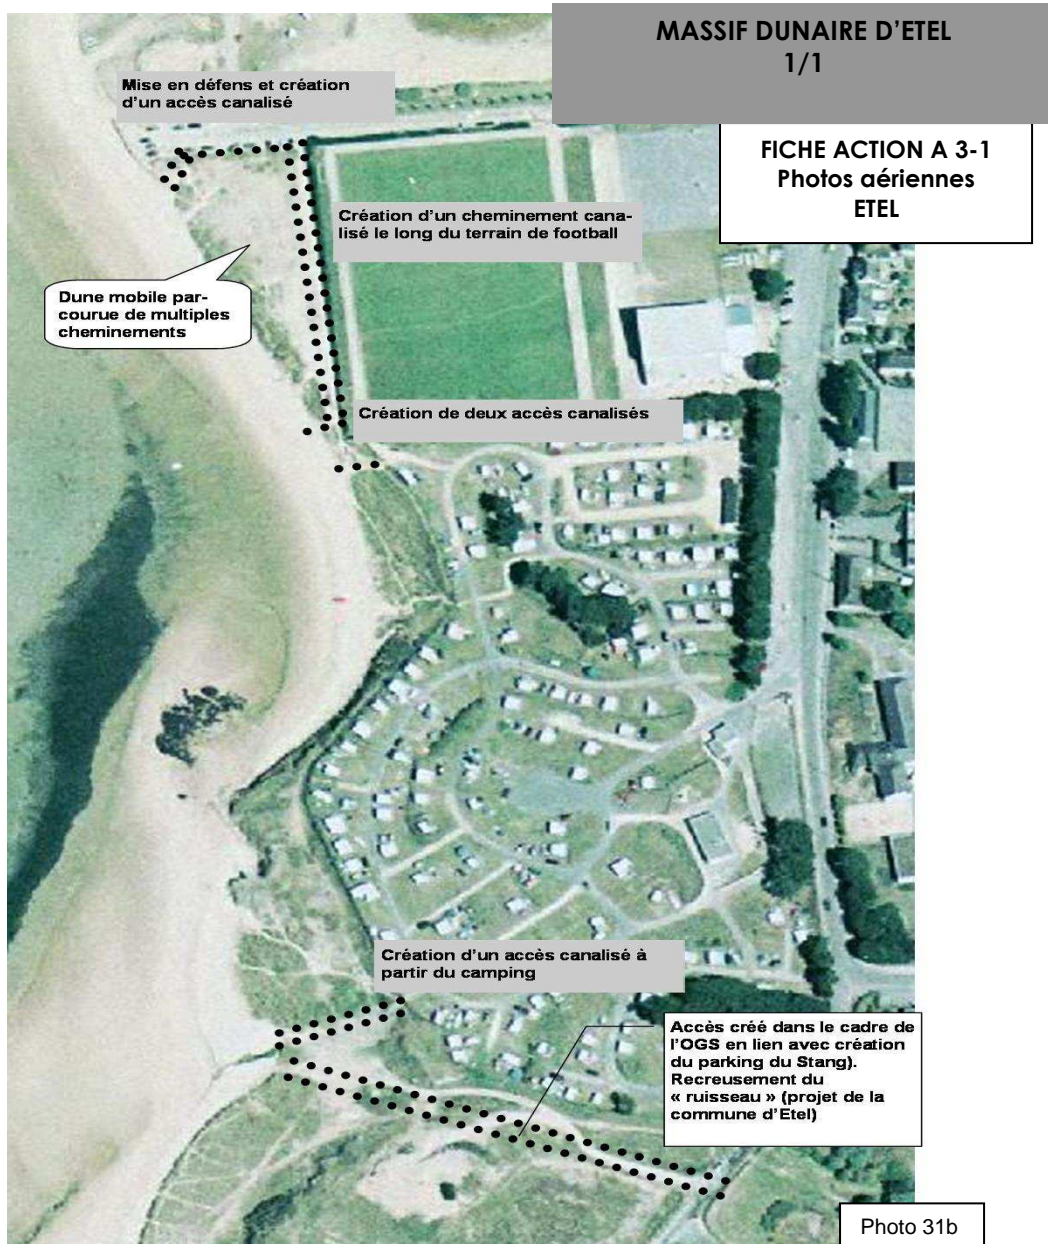 MASSIF DUNAIRE D'ETEL
1/1
FICHE ACTION A 3-1
Photos aériennes
ETEL
Mise en défens et création
d'un accès canalisé
Création d'un cheminement cana-
lisé le long du terrain de football
Dune mobile par-
courue de multiples
cheminements
Création de deux accès canalisés
Création d'un accès canalisé à
partir du camping
Accès créé dans le cadre de
l'OGS en lien avec création
du parking du Stang).
Recreusement du
« ruisseau » (projet de la
commune d'Etel)
Photo 31b